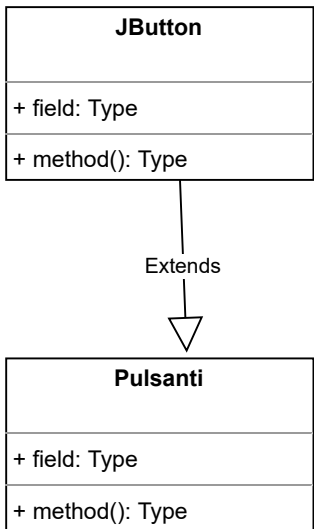 JButton
+ field: Type
+ method(): Type
Extends
Pulsanti
+ field: Type
+ method(): Type